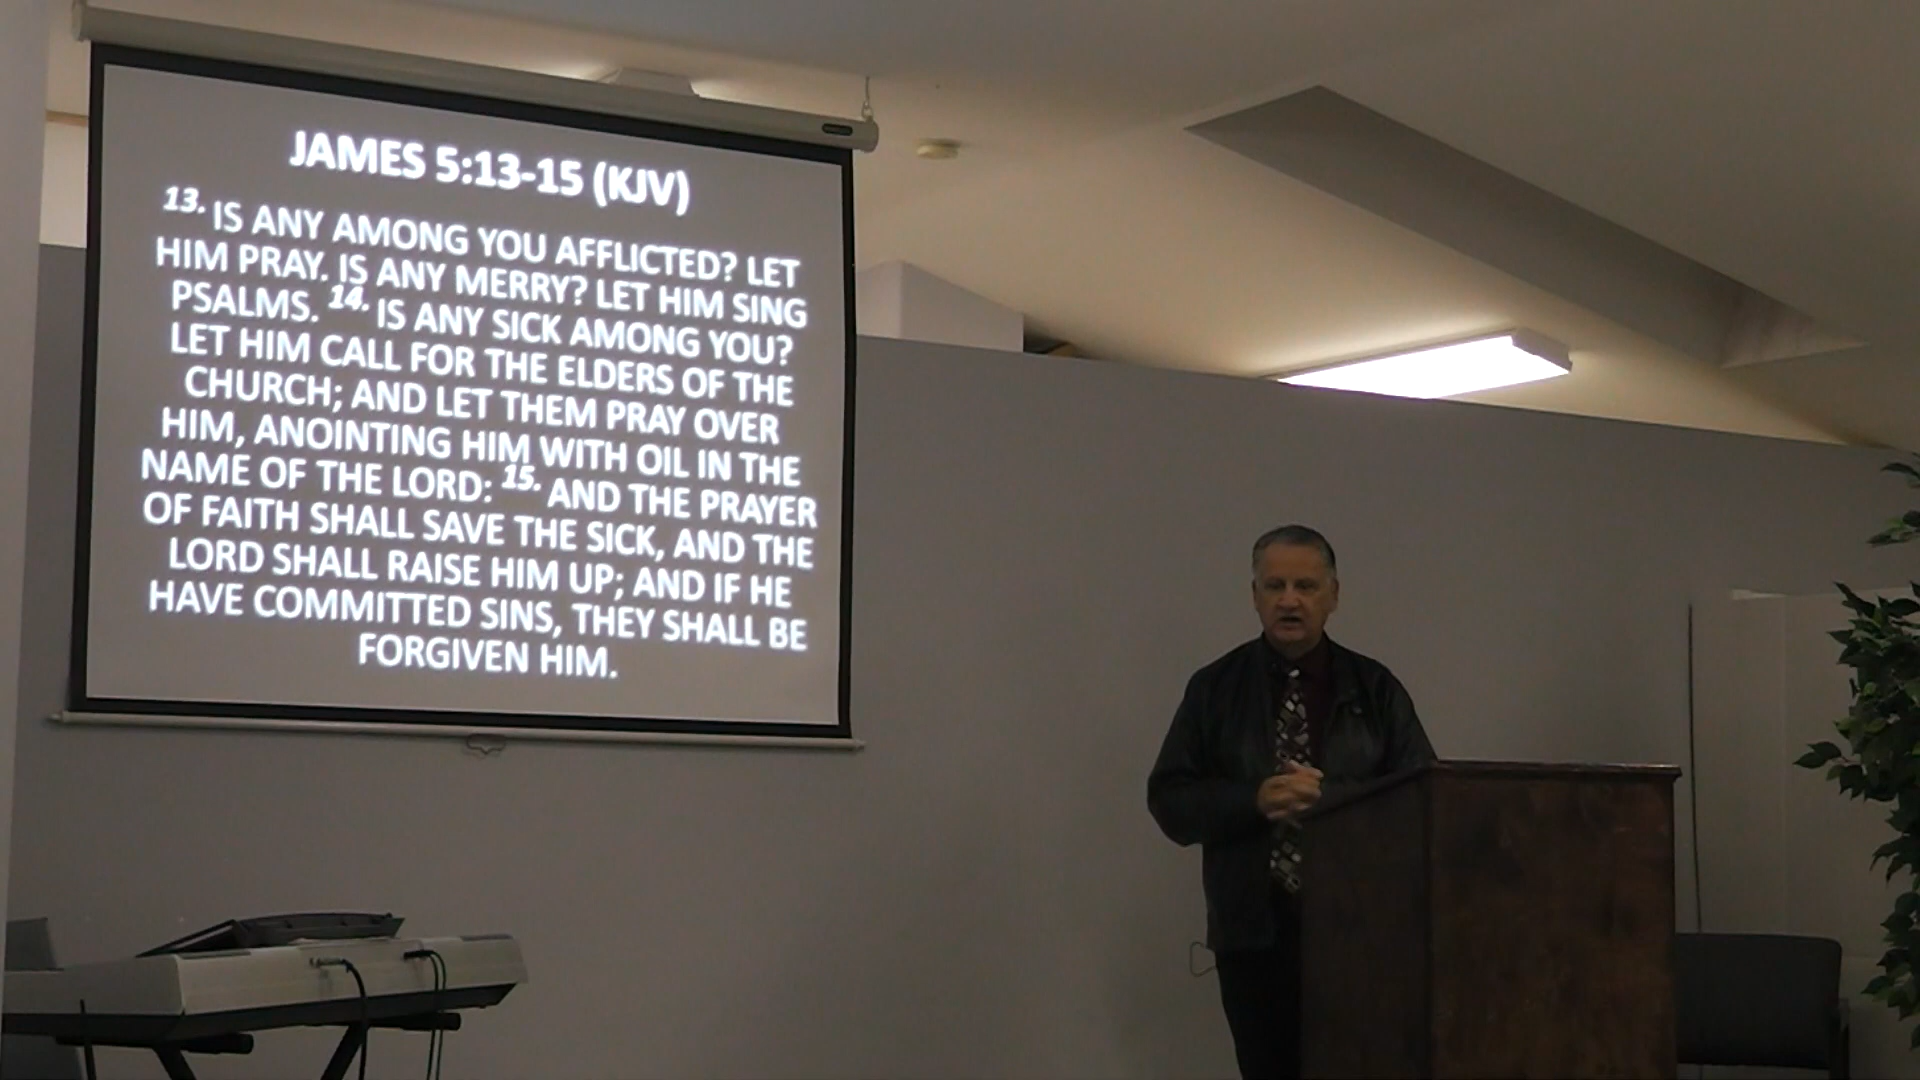 JAMES 5:13-15 (KJV)
13. IS ANY AMONG YOU AFFLICTED? LET
HIM PRAY. IS ANY MERRY? LET HIM SING
PSALMS. 14. IS ANY SICK AMONG YOU?
LET HIM CALL FOR THE ELDERS OF THE
CHURCH; AND LET THEM PRAY OVER
HIM, ANOINTING HIM WITH OIL IN THE
NAME OF THE LORD: 15. AND THE PRAYER
OF FAITH SHALL SAVE THE SICK, AND THE
LORD SHALL RAISE HIM UP; AND IF HE
HAVE COMMITTED SINS, THEY SHALL BE
FORGIVEN HIM.